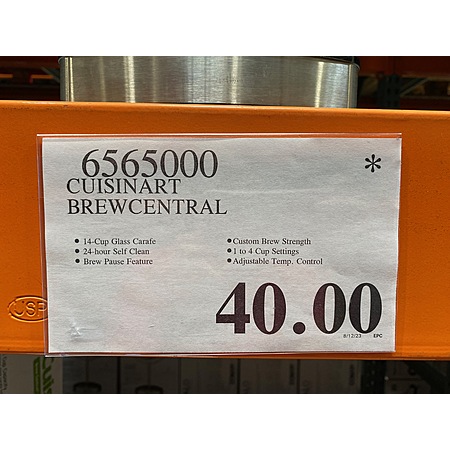 6565000 *
CUISINART
BREWCENTRAL
• 14-Cup Glass Carafe
• 24-hour Self Clean
• Brew Pause Feature
• Custom Brew Strength
• 1 to 4 Cup Settings
• Adjustable Temp. Control
40.00
8/12/23 EPC